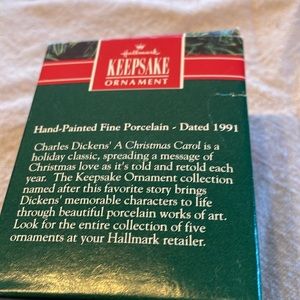 Hallmark
KEEPSAKE
ORNAMENT
Hand-Painted Fine Porcelain - Dated 1991
Charles Dickens' A Christmas Carol is a
holiday classic, spreading a message of
Christmas love as it's told and retold each
year. The Keepsake Ornament collection
named after this favorite story brings
Dickens' memorable characters to life
through beautiful porcelain works of art.
Look for the entire collection of five
ornaments at your Hallmark retailer.